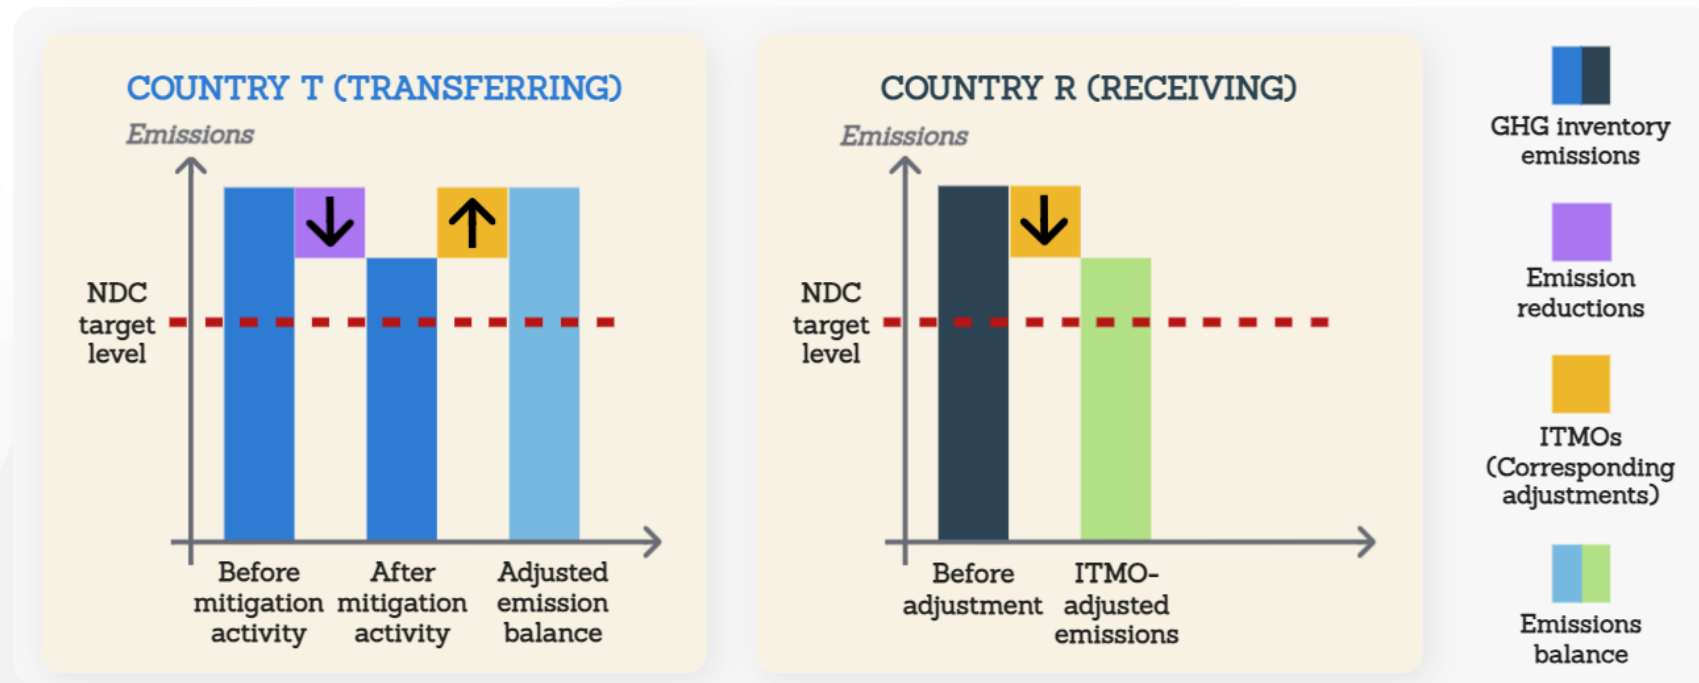 COUNTRY T (TRANSFERRING)
Emissions
NDC
target
level
Before
mitigation
activity
After
mitigation
activity
Adjusted
emission
balance
COUNTRY R (RECEIVING)
Emissions
NDC
target
level
Before
adjustment
ITMO-
adjusted
emissions
GHG inventory
emissions
Emission
reductions
ITMOs
(Corresponding
adjustments)
Emissions
balance